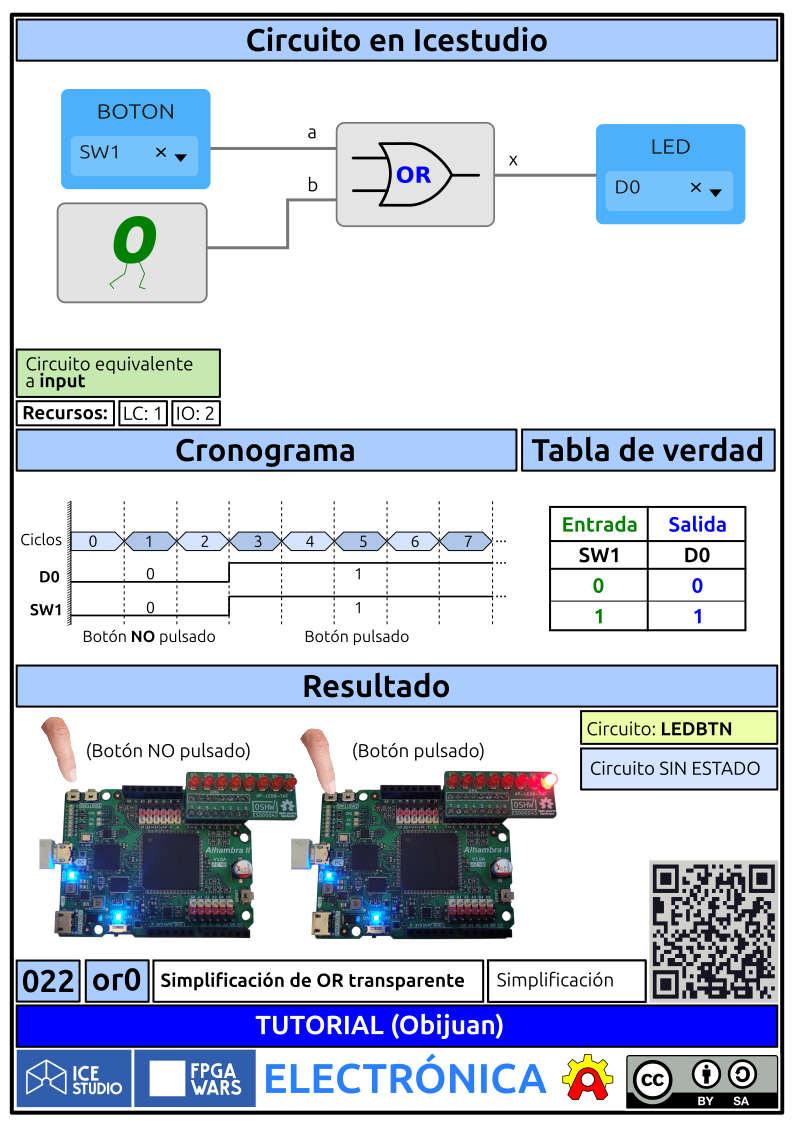 Circuito en Icestudio
BOTON
SW1
a
b
OR
x
LED
D0
0
Circuito equivalente
a input
Recursos: LC: 1 IO: 2
Cronograma
Tabla de verdad
Ciclos 0 1 2 3 4 5 6 7 ...
D0 0 1 ...
SW1 0 1 ...
Botón NO pulsado Botón pulsado
Entrada Salida
SW1 D0
0 0
1 1
Resultado
(Botón NO pulsado)
(Botón pulsado)
Circuito: LEDBTN
Circuito SIN ESTADO
OSHW
Alhambra II
OSHW
Alhambra II
022 or0 Simplificación de OR transparente Simplificación
TUTORIAL (Obijuan)
ICE
STUDIO
FPGA
WARS
ELECTRÓNICA
A
cc
BY SA